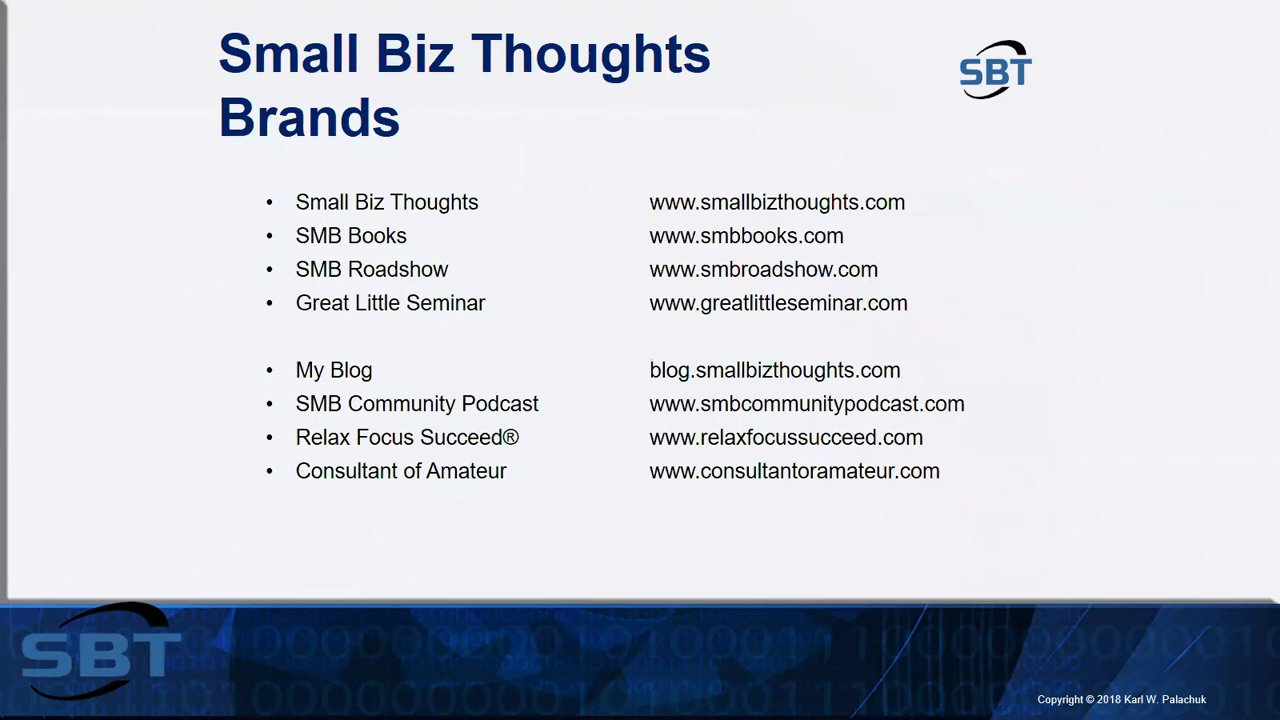 Small Biz Thoughts
Brands
SBT
• Small Biz Thoughts www.smallbizthoughts.com
• SMB Books www.smbbooks.com
• SMB Roadshow www.smbroadshow.com
• Great Little Seminar www.greatlittleseminar.com
• My Blog blog.smallbizthoughts.com
• SMB Community Podcast www.smbcommunitypodcast.com
• Relax Focus Succeed® www.relaxfocussucceed.com
• Consultant of Amateur www.consultantoramateur.com
SBT
Copyright © 2018 Karl W. Palachuk